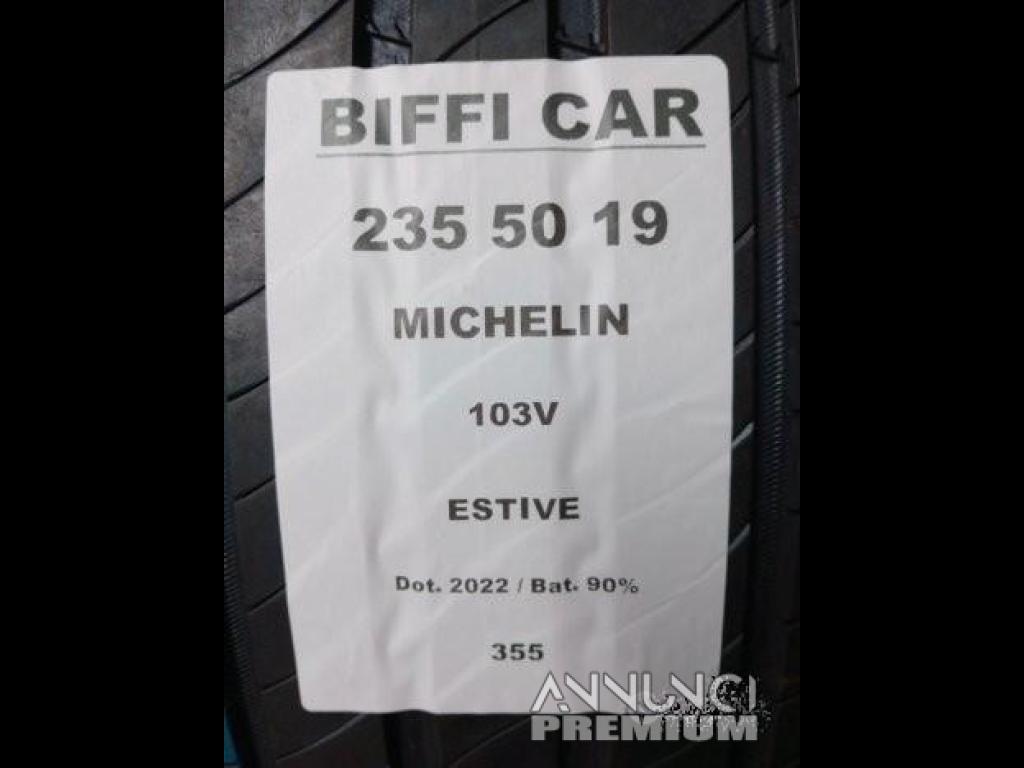 BIFFI CAR
235 50 19
MICHELIN
103V
ESTIVE
Dot. 2022 / Bat. 90%
355
ANNUNCI
PREMIUM